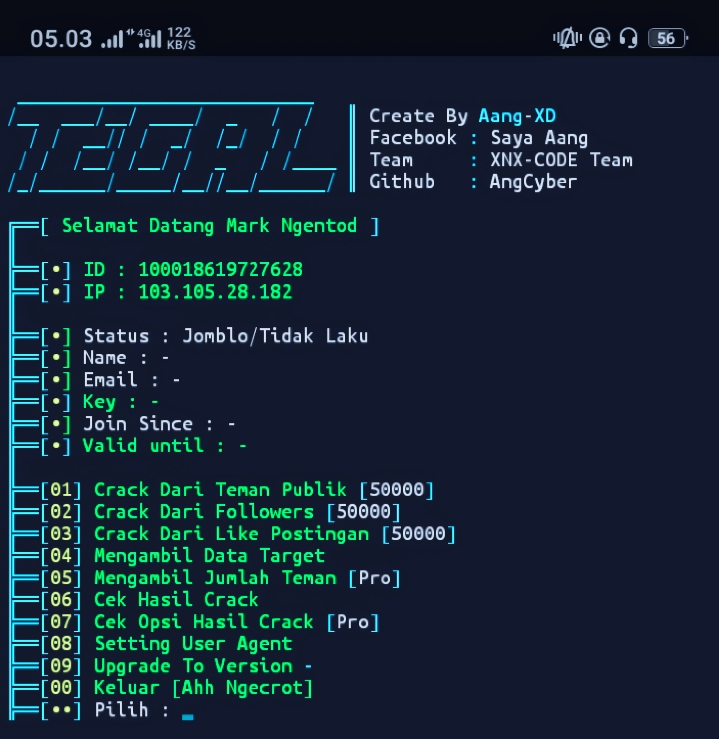 05.03 4G 122 KB/S 56
TEGAL
Create By Aang-XD
Facebook : Saya Aang
Team : XNX-CODE Team
Github : AngCyber
[ Selamat Datang Mark Ngentod ]
[•] ID : 100018619727628
[•] IP : 103.105.28.182
[•] Status : Jomblo/Tidak Laku
[•] Name : -
[•] Email : -
[•] Key : -
[•] Join Since : -
[•] Valid until : -
[01] Crack Dari Teman Publik [50000]
[02] Crack Dari Followers [50000]
[03] Crack Dari Like Postingan [50000]
[04] Mengambil Data Target
[05] Mengambil Jumlah Teman [Pro]
[06] Cek Hasil Crack
[07] Cek Opsi Hasil Crack [Pro]
[08] Setting User Agent
[09] Upgrade To Version -
[00] Keluar [Ahh Ngecrot]
[••] Pilih :